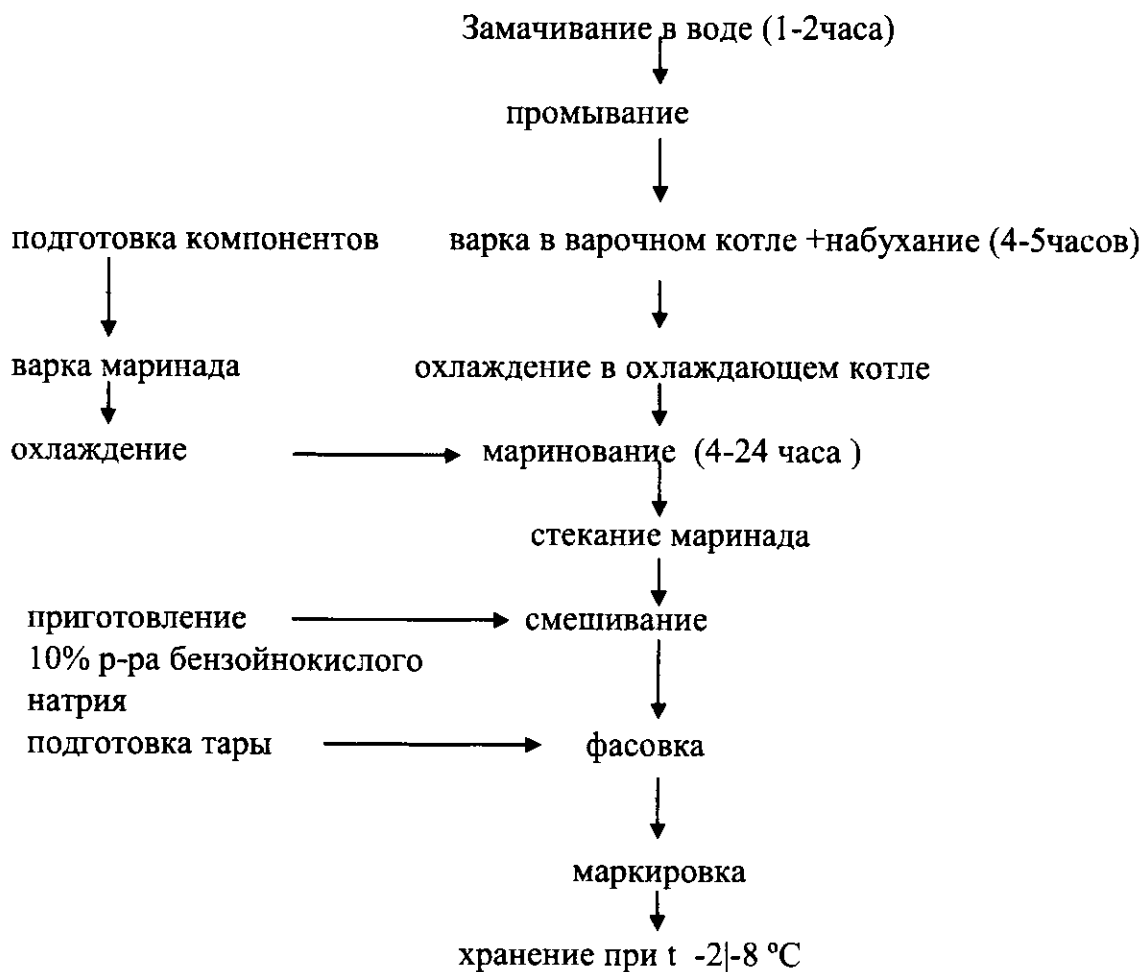 Замачивание в воде (1-2часа)
промывание
подготовка компонентов варка в варочном котле +набухание (4-5часов)
варка маринада охлаждение в охлаждающем котле
охлаждение маринование (4-24 часа )
стекание маринада
приготовление смешивание
10% р-ра бензойнокислого
натрия
подготовка тары фасовка
маркировка
хранение при t -2|-8 ºС